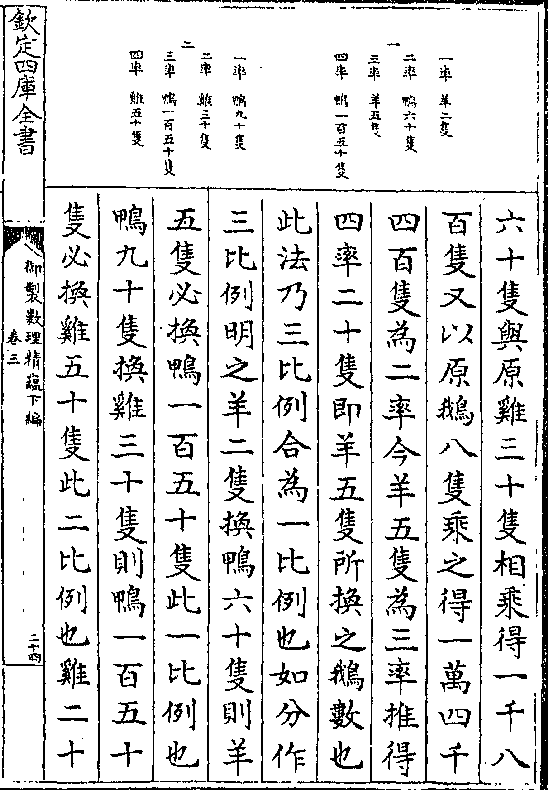 一
一率　羊二隻
二率　鴨六十隻
三率　羊五隻
四率　鴨一百五十隻
二
一率　鴨九十隻
二率　雞三十隻
三率　鴨一百五十隻
四率　雞五十隻
六十隻與原雞三十隻相乘得一千八
百隻又以原鵝八隻乘之得一萬四千
四百隻為二率今羊五隻為三率推得
四率二十隻即羊五隻所換之鵝數也
此法乃三比例合為一比例也如分作
三比例明之羊二隻換鴨六十隻則羊
五隻必換鴨一百五十隻此一比例也
鴨九十隻換雞三十隻則鴨一百五十
隻必換雞五十隻此二比例也雞二十
欽定四庫全書
御製數理精蘊下編
卷三
二十四